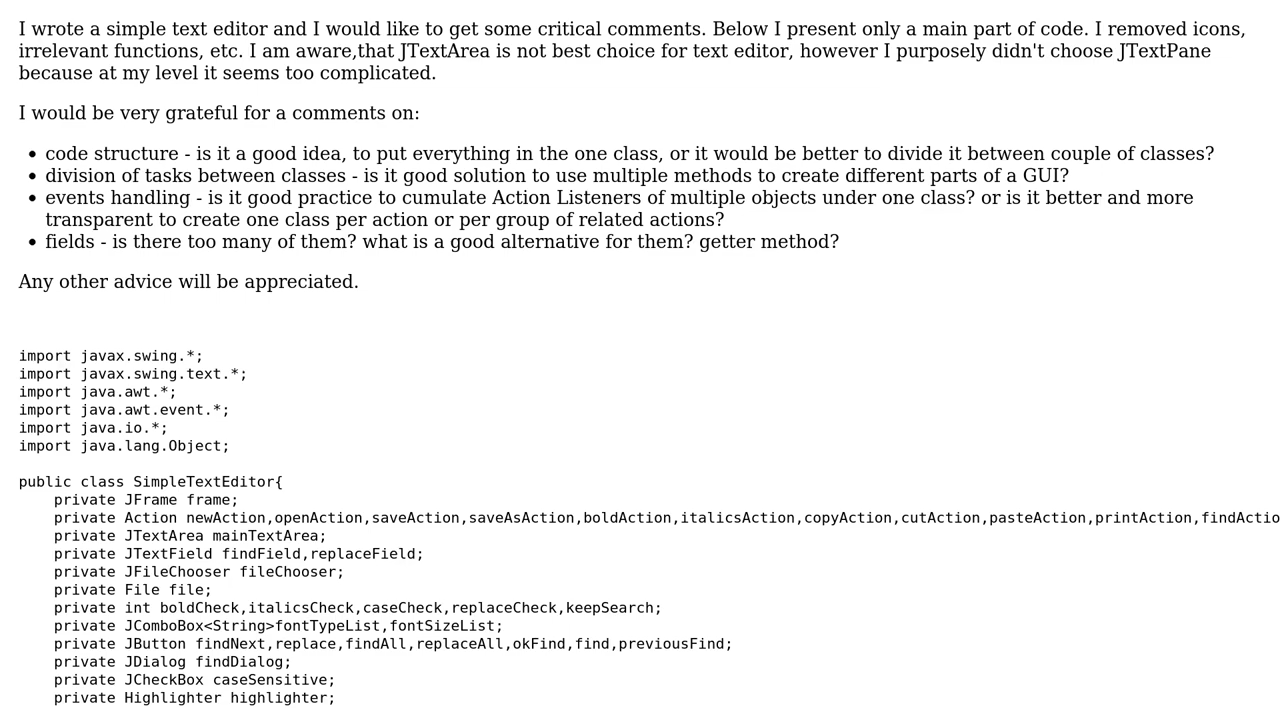 I wrote a simple text editor and I would like to get some critical comments. Below I present only a main part of code. I removed icons,
irrelevant functions, etc. I am aware,that JTextArea is not best choice for text editor, however I purposely didn't choose JTextPane
because at my level it seems too complicated.
I would be very grateful for a comments on:
• code structure - is it a good idea, to put everything in the one class, or it would be better to divide it between couple of classes?
• division of tasks between classes - is it good solution to use multiple methods to create different parts of a GUI?
• events handling - is it good practice to cumulate Action Listeners of multiple objects under one class? or is it better and more
transparent to create one class per action or per group of related actions?
• fields - is there too many of them? what is a good alternative for them? getter method?
Any other advice will be appreciated.
import javax.swing.*;
import javax.swing.text.*;
import java.awt.*;
import java.awt.event.*;
import java.io.*;
import java.lang.Object;
public class SimpleTextEditor{
    private JFrame frame;
    private Action newAction,openAction,saveAction,saveAsAction,boldAction,italicsAction,copyAction,cutAction,pasteAction,printAction,findActio
    private JTextArea mainTextArea;
    private JTextField findField,replaceField;
    private JFileChooser fileChooser;
    private File file;
    private int boldCheck,italicsCheck,caseCheck,replaceCheck,keepSearch;
    private JComboBox<String>fontTypeList,fontSizeList;
    private JButton findNext,replace,findAll,replaceAll,okFind,find,previousFind;
    private JDialog findDialog;
    private JCheckBox caseSensitive;
    private Highlighter highlighter;